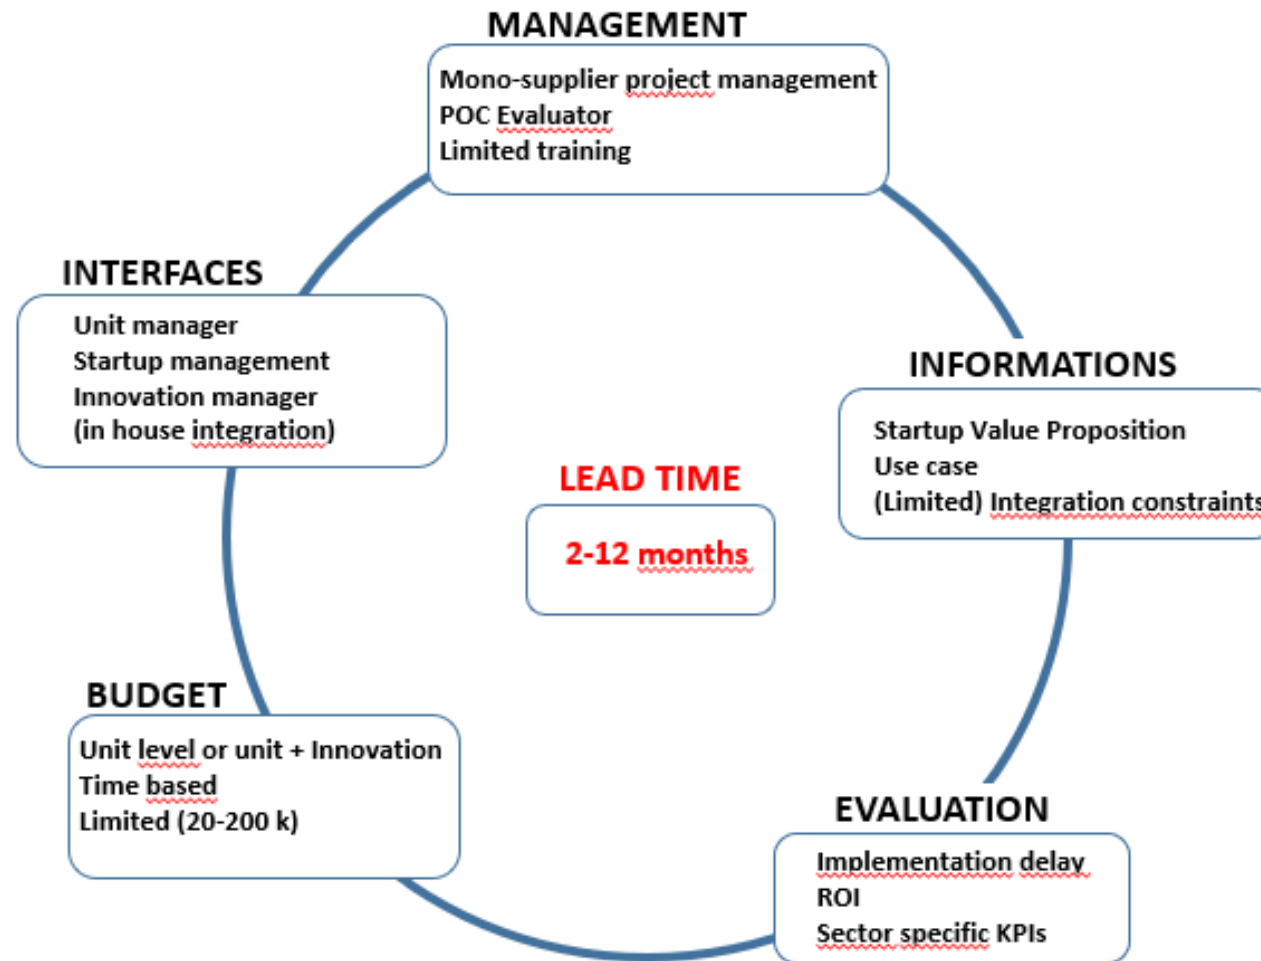 MANAGEMENT
Mono-supplier project management
POC Evaluator
Limited training
INTERFACES
Unit manager
Startup management
Innovation manager
(in house integration)
INFORMATIONS
Startup Value Proposition
Use case
(Limited) Integration constraints
LEAD TIME
2-12 months
BUDGET
Unit level or unit + Innovation
Time based
Limited (20-200 k)
EVALUATION
Implementation delay
ROI
Sector specific KPIs